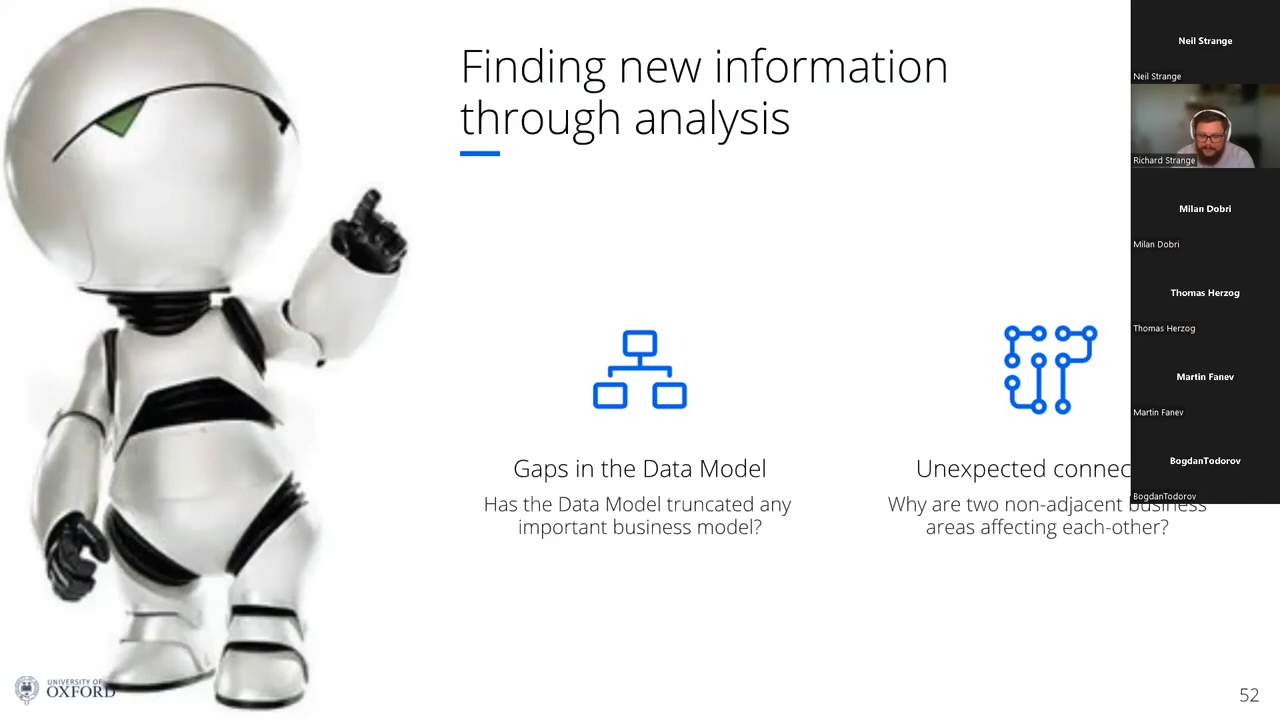 Finding new information
through analysis
Gaps in the Data Model
Has the Data Model truncated any
important business model?
Unexpected connec
Why are two non-adjacent business
areas affecting each-other?
UNIVERSITY OF
OXFORD
52
Neil Strange
Neil Strange
Richard Strange
Milan Dobri
Milan Dobri
Thomas Herzog
Thomas Herzog
Martin Fanev
Martin Fanev
BogdanTodorov
BogdanTodorov